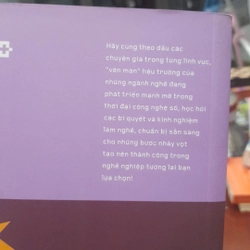 Hãy cùng theo dấu các
chuyên gia trong từng lĩnh vực,
"vén màn" hậu trường của
những ngành nghề đang
phát triển mạnh mẽ trong
thời đại công nghệ số, học hỏi
các bí quyết và kinh nghiệm
làm nghề, chuẩn bị sẵn sàng
cho những bước nhảy vọt
tạo nên thành công trong
nghề nghiệp tương lai bạn
lựa chọn!